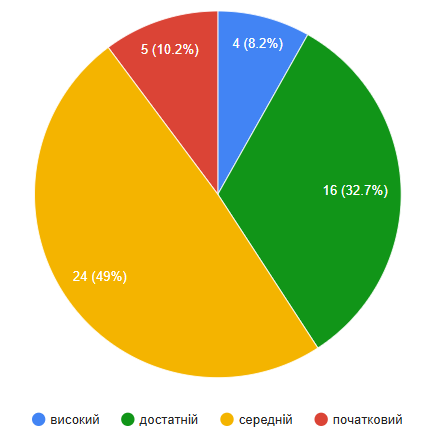 5 (10.2%)
4 (8.2%)
16 (32.7%)
24 (49%)
високий
достатній
середній
початковий